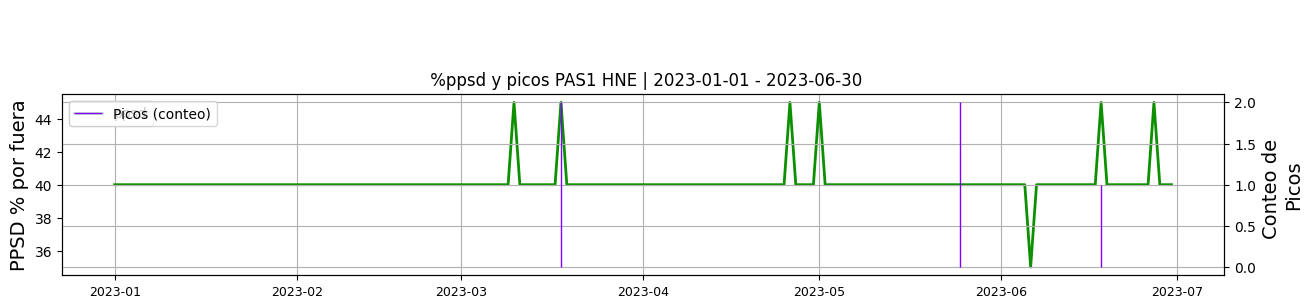 %ppsd y picos PAS1 HNE | 2023-01-01 - 2023-06-30
Picos (conteo)
PPSD % por fuera
44
42
40
38
36
2.0
1.5
1.0
0.5
0.0
Conteo de
Picos
2023-01 2023-02 2023-03 2023-04 2023-05 2023-06 2023-07